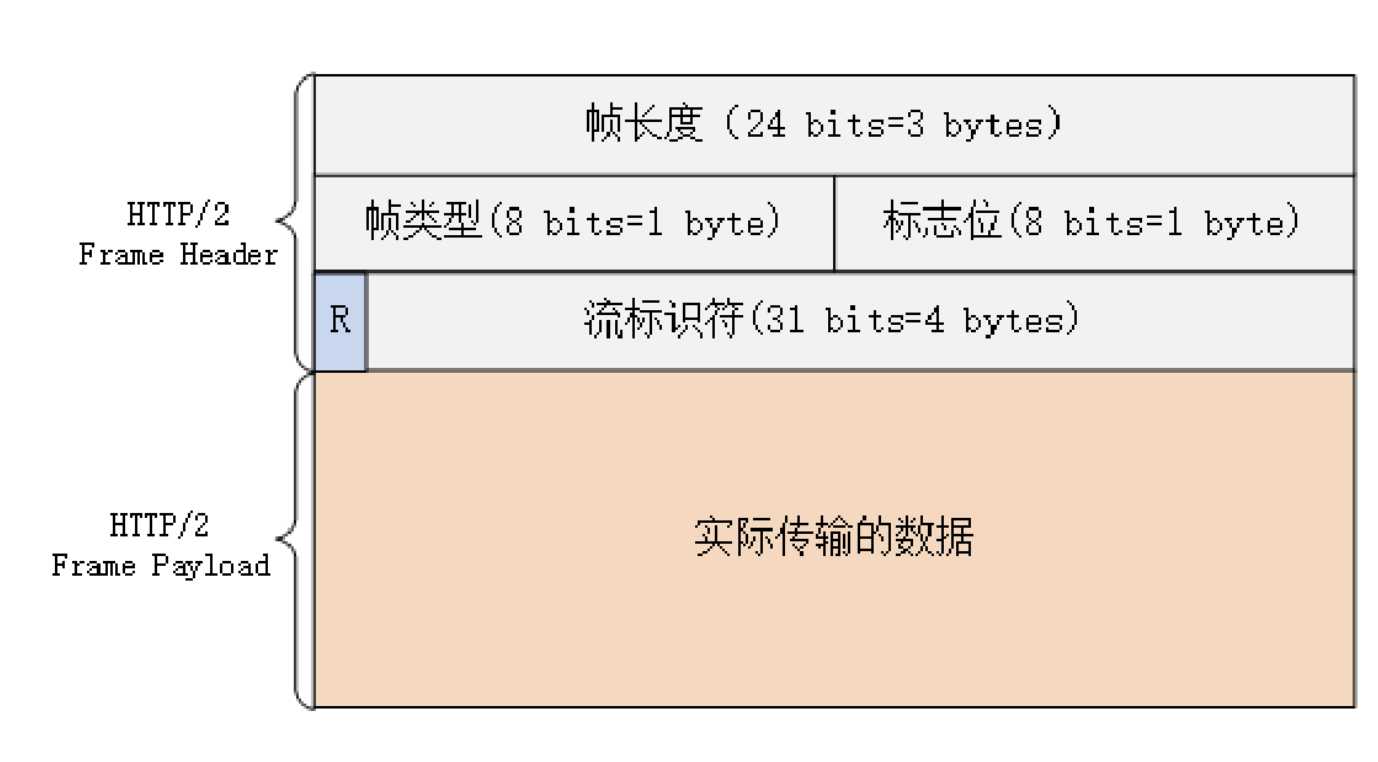 帧长度（24 bits=3 bytes）
HTTP/2
Frame Header
帧类型(8 bits=1 byte)
标志位(8 bits=1 byte)
R
流标识符(31 bits=4 bytes)
HTTP/2
Frame Payload
实际传输的数据